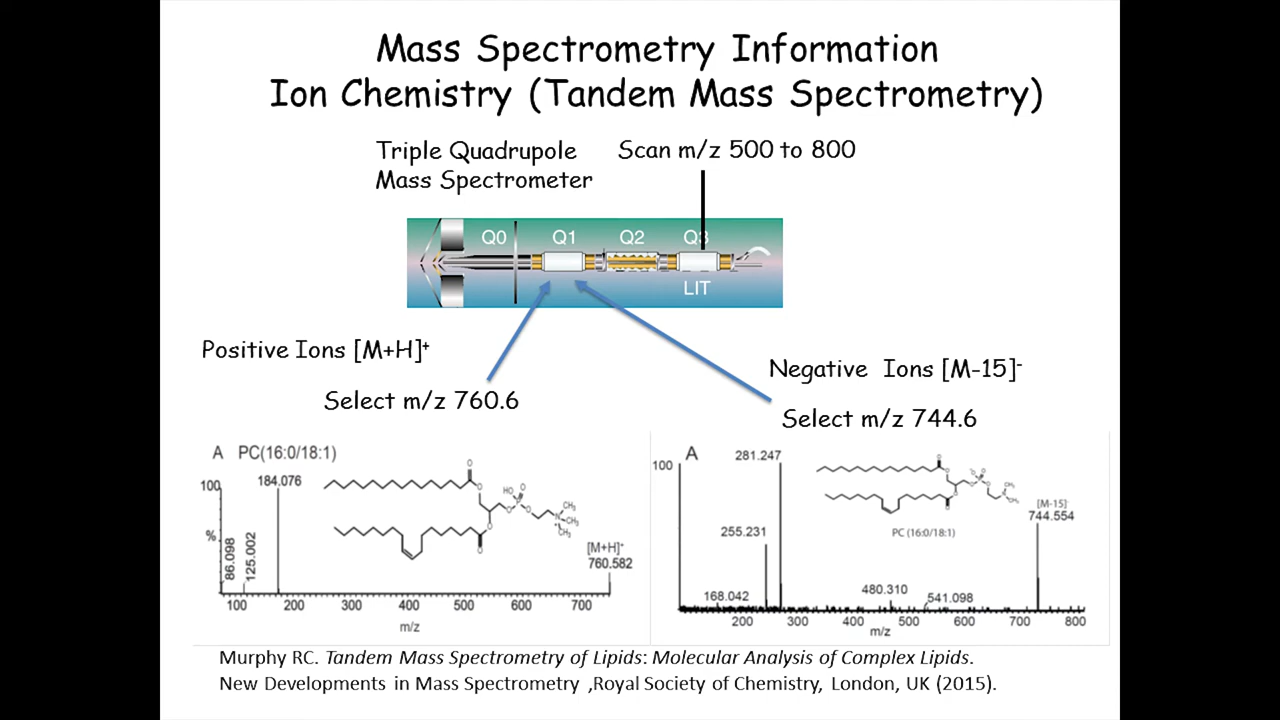 Mass Spectrometry Information
Ion Chemistry (Tandem Mass Spectrometry)
Triple Quadrupole
Mass Spectrometer
Scan m/z 500 to 800
Q0 Q1 Q2 Q3
LIT
Positive Ions [M+H]⁺
Select m/z 760.6
Negative Ions [M-15]⁻
Select m/z 744.6
A PC(16:0/18:1)
184.076
100
%
86.098
125.002
HO
O
O
O
O
O
P
O
O
N
CH₃
CH₃
CH₃
[M+H]⁺
760.582
100 200 300 400 500 600 700
m/z
A
281.247
100
255.231
168.042
480.310
541.098
PC (16:0/18:1)
[M-15]⁻
744.554
200 300 400 500 600 700 800
m/z
Murphy RC. Tandem Mass Spectrometry of Lipids: Molecular Analysis of Complex Lipids.
New Developments in Mass Spectrometry ,Royal Society of Chemistry, London, UK (2015).